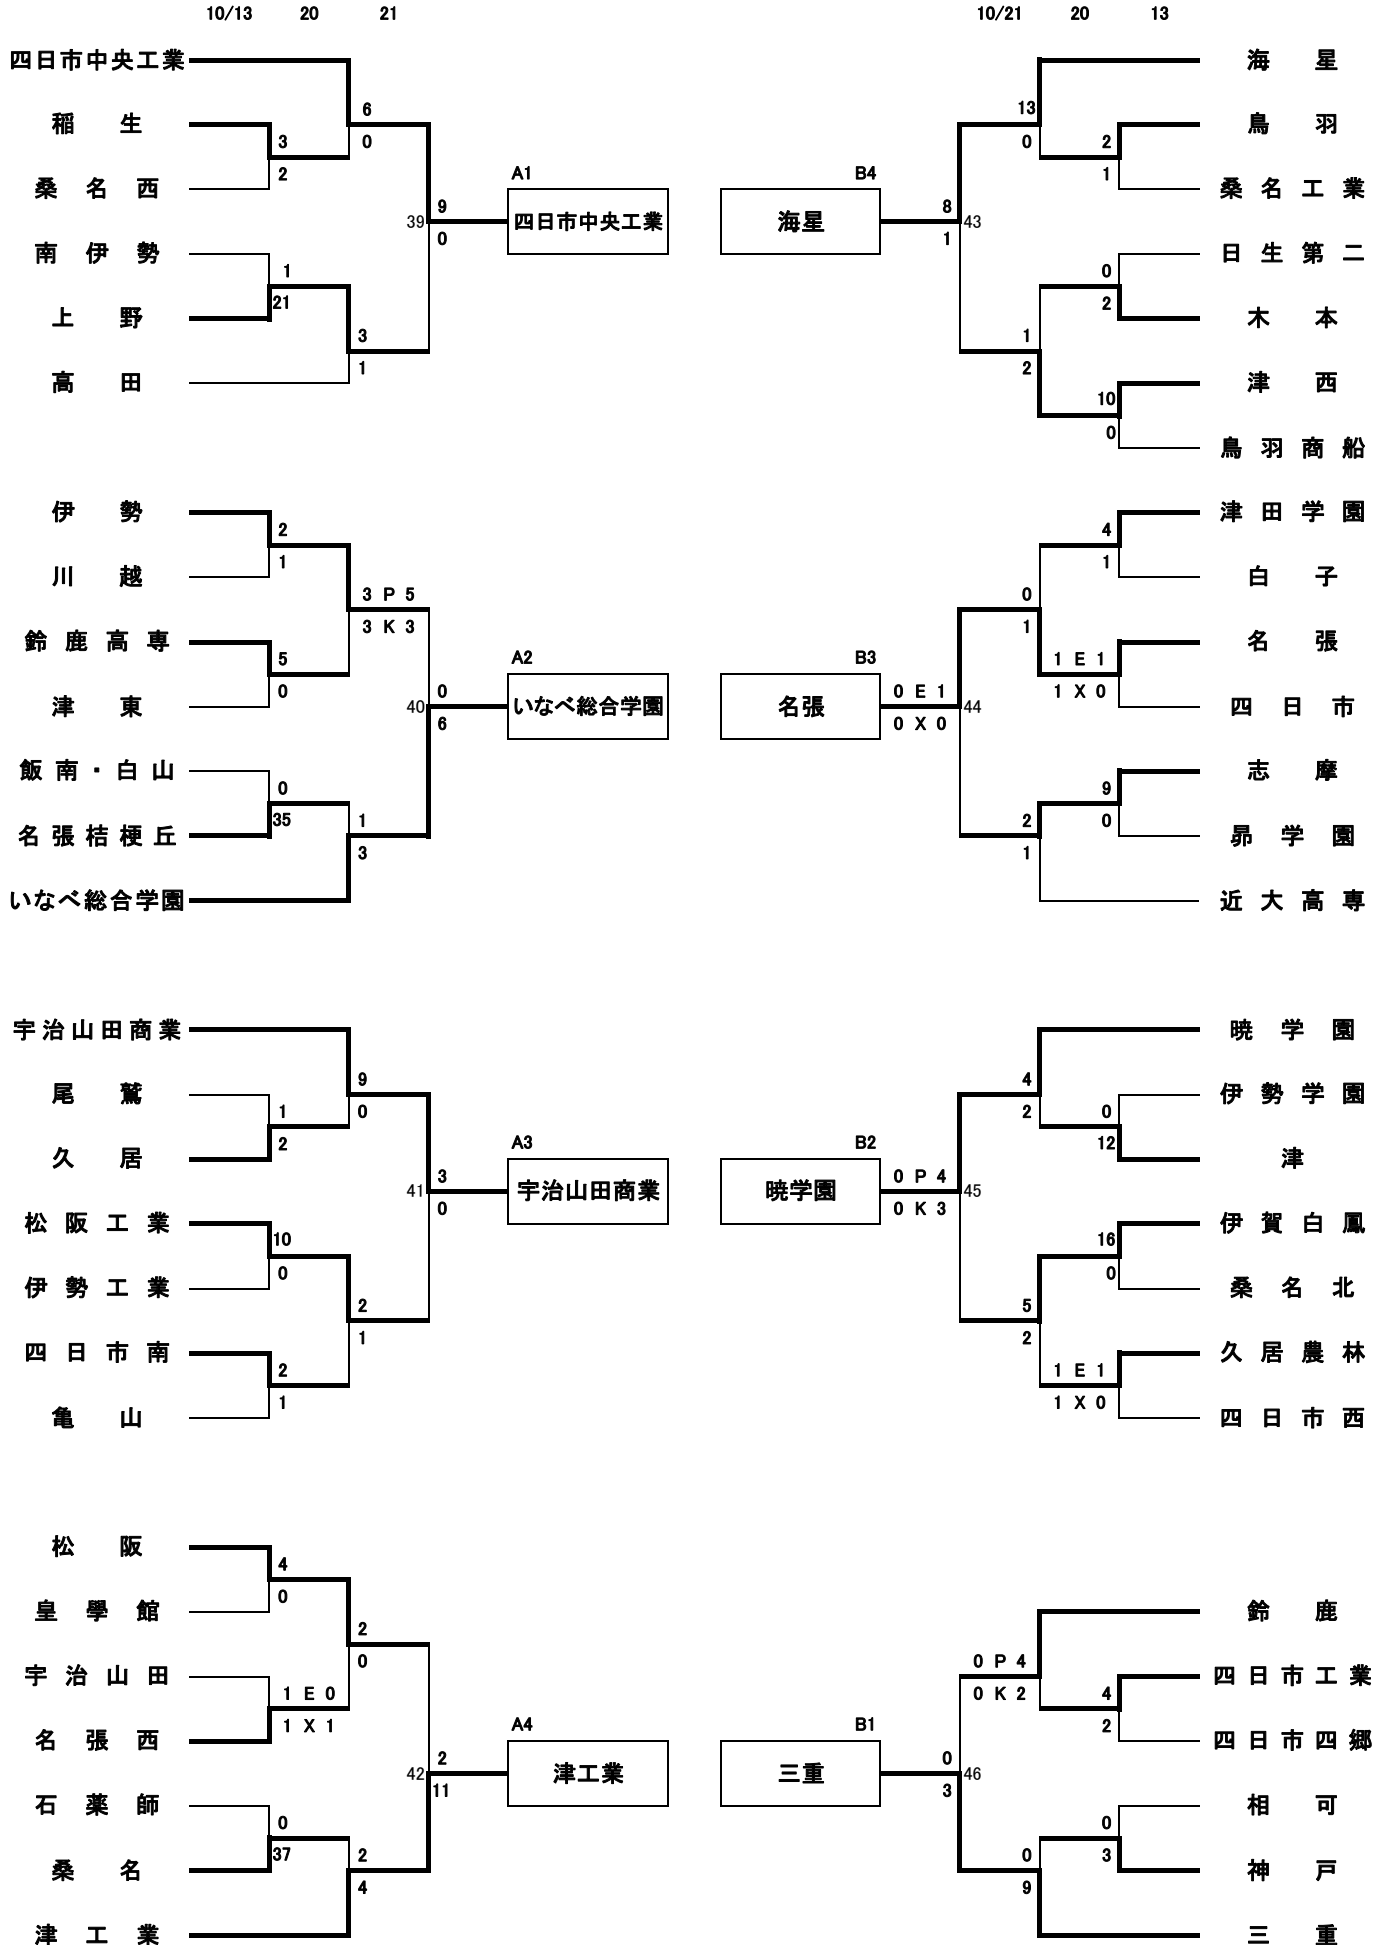 10/13 20 21
10/21 20 13
四日市中央工業
6
稲生
0
3
桑名西
2
A1
9
39 四日市中央工業
0
南伊勢
1
上野
21
3
高田
1
伊勢
2
川越
1
3 P 5
3 K 3
鈴鹿高専
5
津東
0
A2
0
40 いなべ総合学園
6
飯南・白山
0
名張桔梗丘
35
1
3
いなべ総合学園
宇治山田商業
9
尾鷲
0
1
久居
2
A3
3
41 宇治山田商業
0
松阪工業
10
伊勢工業
0
2
1
四日市南
2
亀山
1
松阪
4
皇學館
0
2
0
宇治山田
1 E 0
名張西
1 X 1
A4
2
42 津工業
11
石薬師
0
桑名
37
2
4
津工業
海星
13
鳥羽
0
2
桑名工業
1
B4
8
海星 43
1
日生第二
0
木本
2
1
2
津西
10
鳥羽商船
0
津田学園
4
白子
1
0
1
名張
1 E 1
四日市
1 X 0
B3
0 E 1
名張 44
0 X 0
志摩
9
昴学園
0
2
1
近大高専
暁学園
4
伊勢学園
2
0
津
12
B2
0 P 4
暁学園 45
0 K 3
伊賀白鳳
16
桑名北
0
5
2
久居農林
1 E 1
四日市西
1 X 0
鈴鹿
0 P 4
四日市工業
0 K 2
4
四日市四郷
2
B1
0
三重 46
3
相可
0
神戸
3
0
9
三重